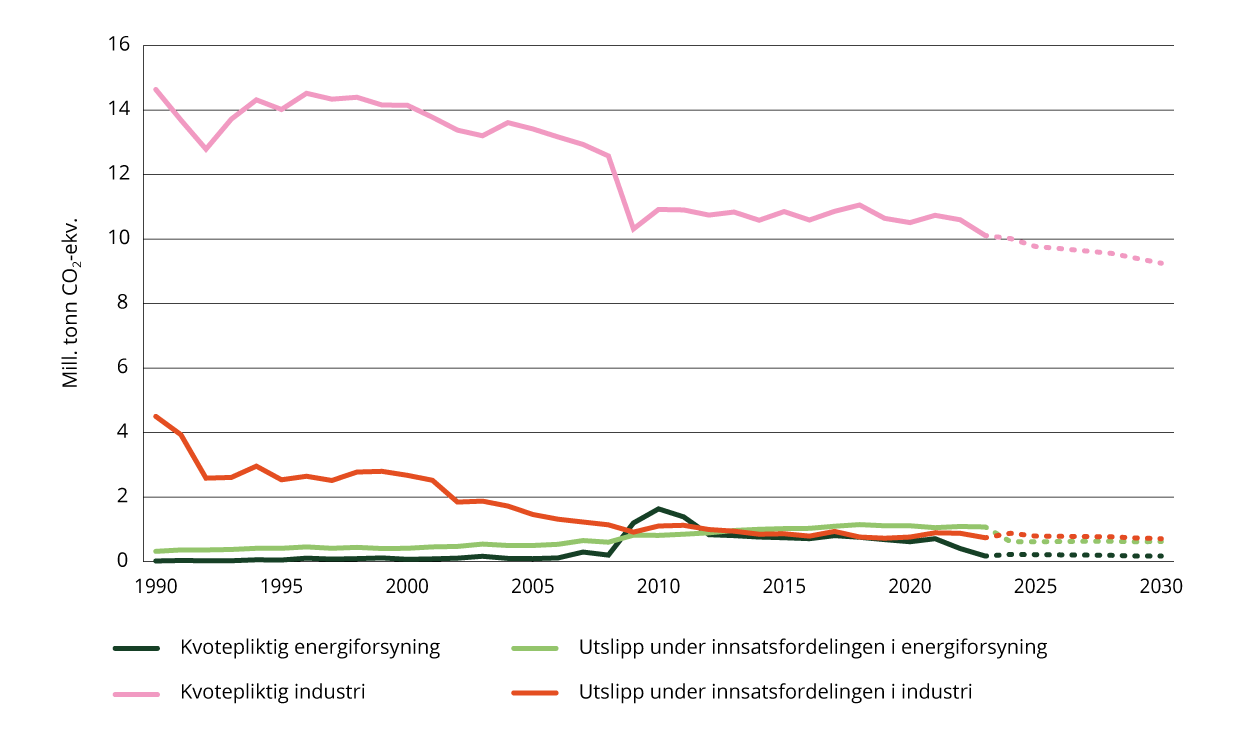 Mill. tonn CO₂-ekv.
16
14
12
10
8
6
4
2
0
1990 1995 2000 2005 2010 2015 2020 2025 2030
Kvotepliktig energiforsyning
Utslipp under innsatsfordelingen i energiforsyning
Kvotepliktig industri
Utslipp under innsatsfordelingen i industri